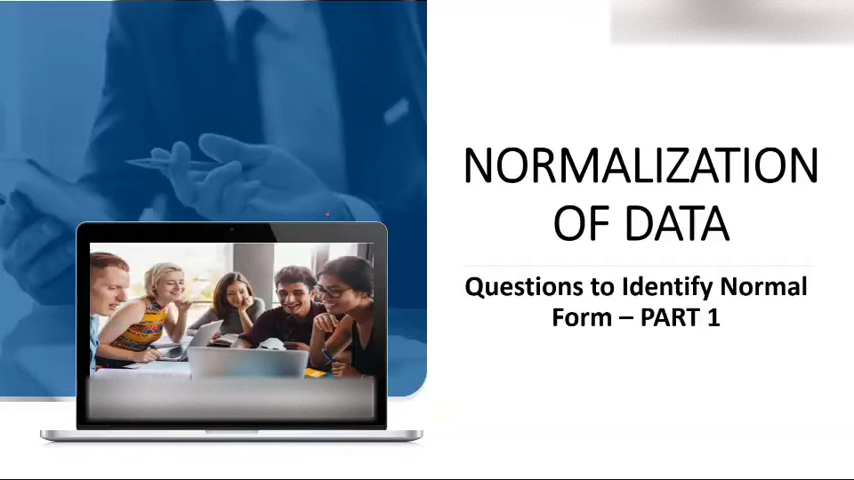 NORMALIZATION
OF DATA
Questions to Identify Normal
Form – PART 1